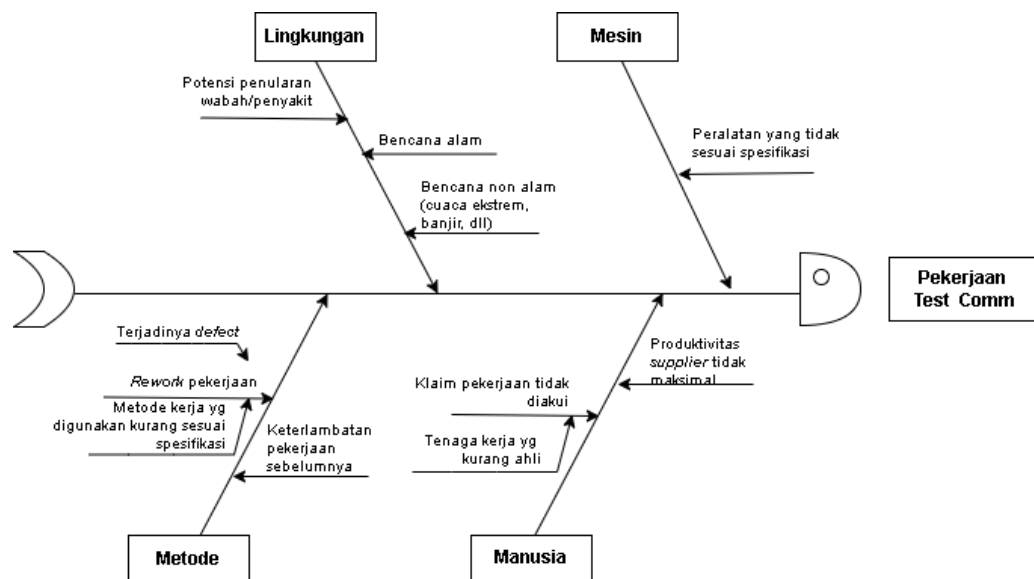 Lingkungan
Mesin
Potensi penularan
wabah/penyakit
Bencana alam
Peralatan yang tidak
sesuai spesifikasi
Bencana non alam
(cuaca ekstrem,
banjir, dll)
Pekerjaan
Test Comm
Terjadinya defect
Rework pekerjaan
Metode kerja yg
digunakan kurang sesuai
spesifikasi
Keterlambatan
pekerjaan
sebelumnya
Produktivitas
supplier tidak
maksimal
Klaim pekerjaan tidak
diakui
Tenaga kerja yg
kurang ahli
Metode
Manusia